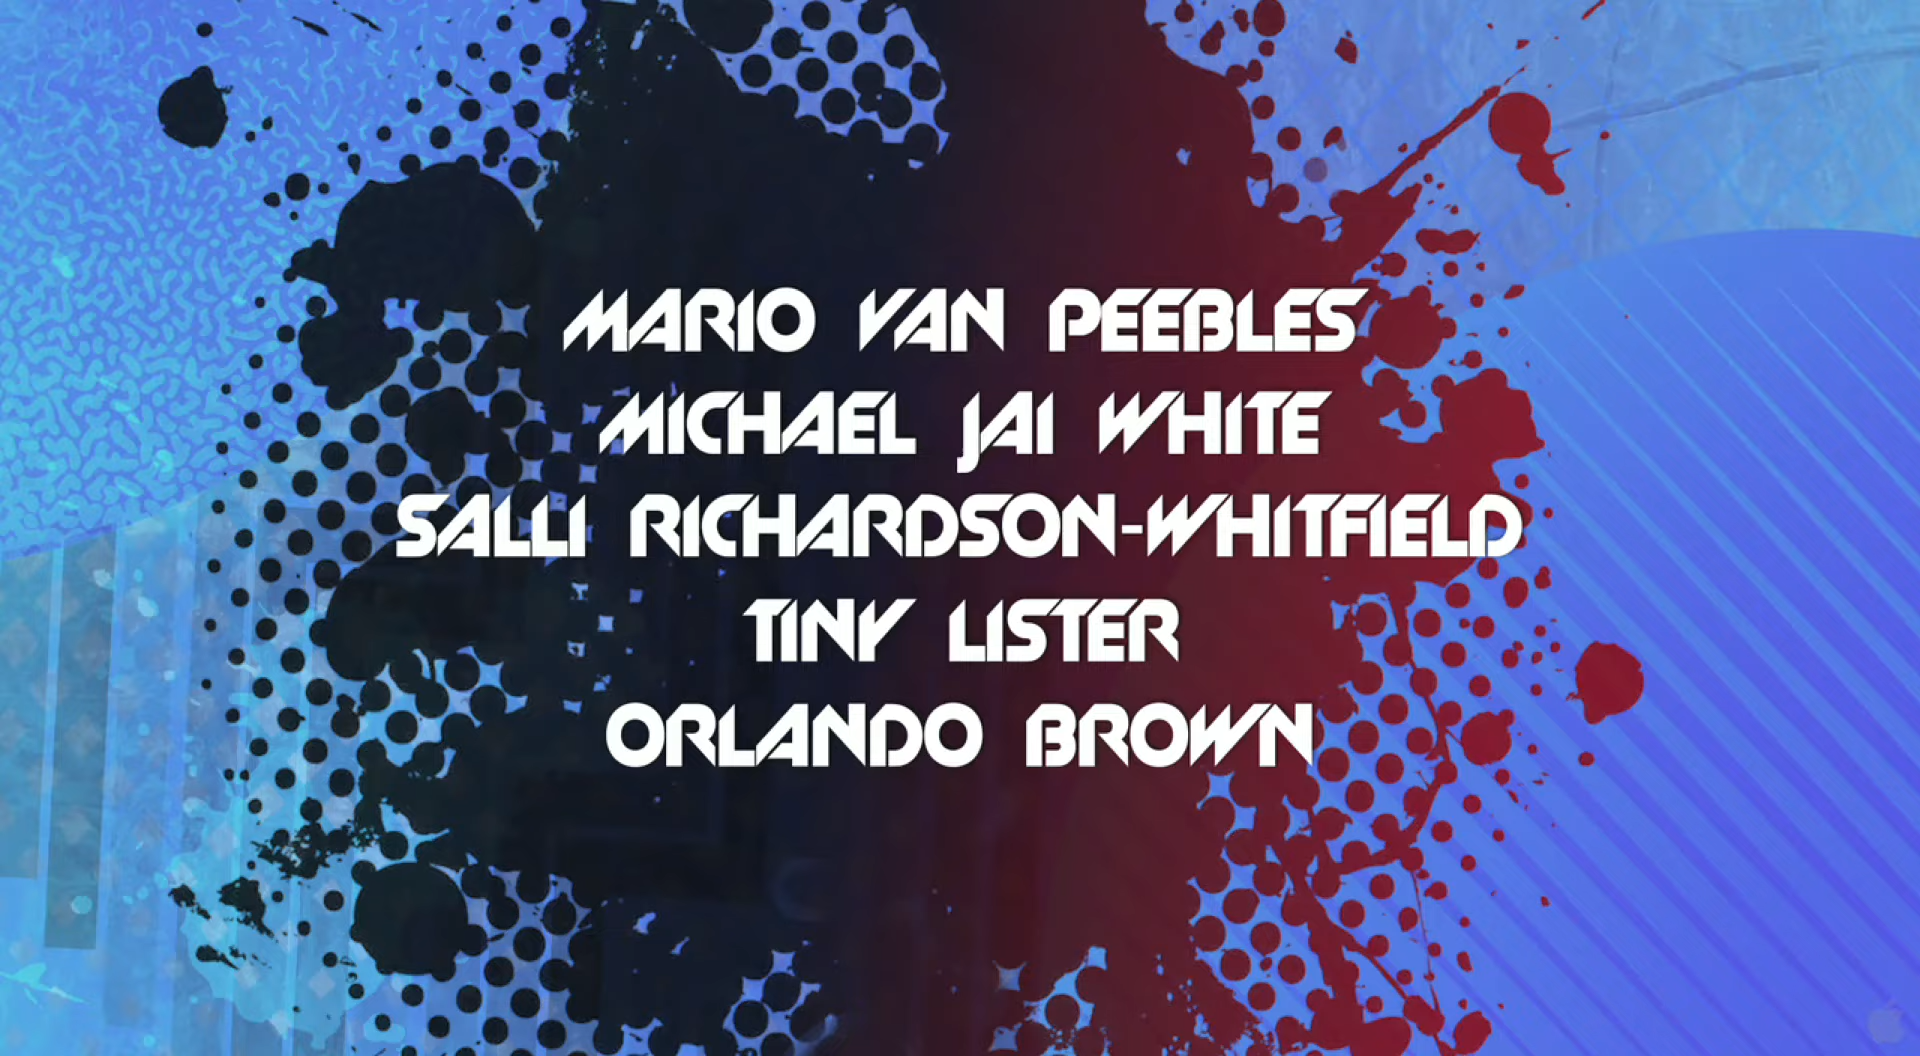 MARIO VAN PEEBLES
MICHAEL JAI WHITE
SALLI RICHARDSON-WHITFIELD
TINY LISTER
ORLANDO BROWN